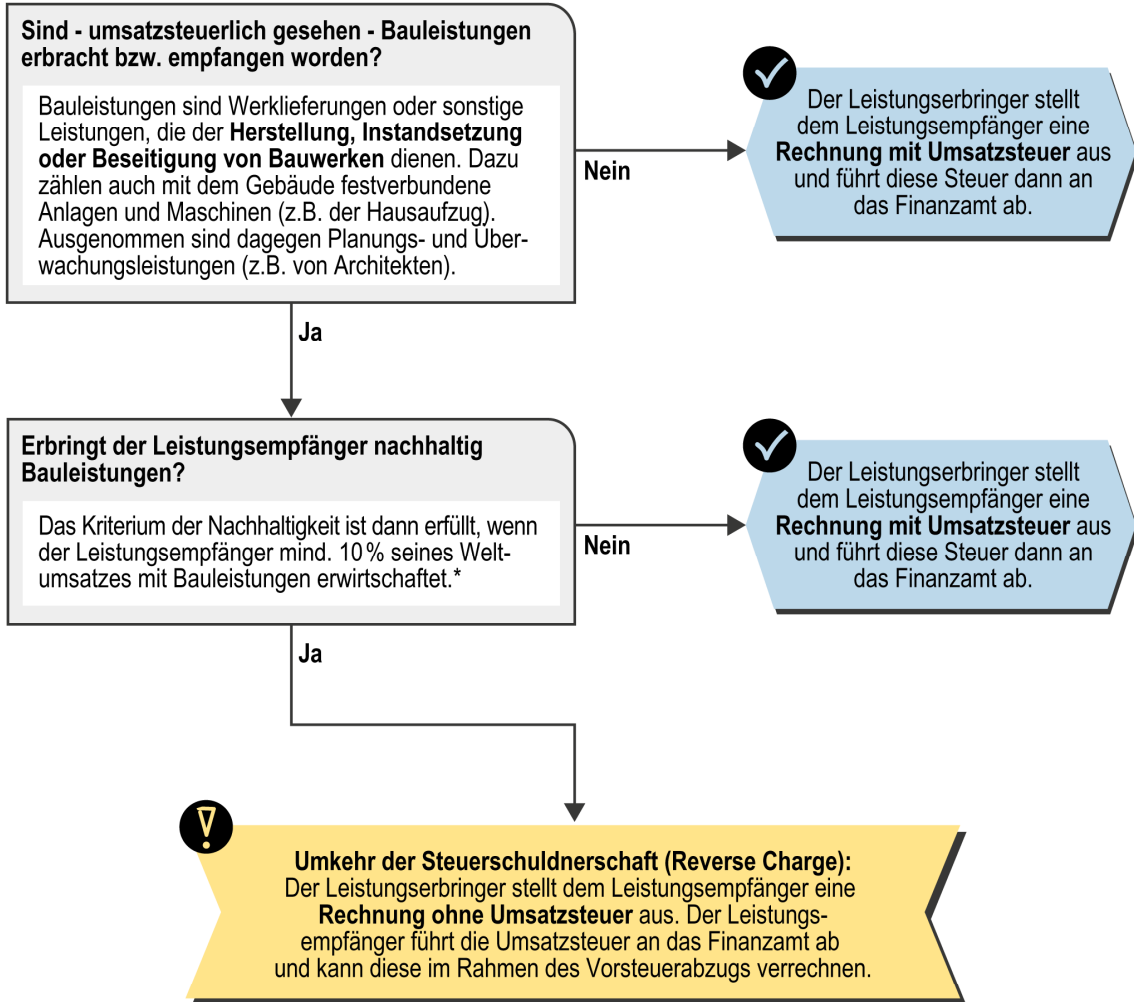 Sind - umsatzsteuerlich gesehen - Bauleistungen
erbracht bzw. empfangen worden?
Bauleistungen sind Werklieferungen oder sonstige
Leistungen, die der Herstellung, Instandsetzung
oder Beseitigung von Bauwerken dienen. Dazu
zählen auch mit dem Gebäude festverbundene
Anlagen und Maschinen (z.B. der Hausaufzug).
Ausgenommen sind dagegen Planungs- und Über-
wachungsleistungen (z.B. von Architekten).
Nein
Der Leistungserbringer stellt
dem Leistungsempfänger eine
Rechnung mit Umsatzsteuer aus
und führt diese Steuer dann an
das Finanzamt ab.
Ja
Erbringt der Leistungsempfänger nachhaltig
Bauleistungen?
Das Kriterium der Nachhaltigkeit ist dann erfüllt, wenn
der Leistungsempfänger mind. 10 % seines Welt-
umsatzes mit Bauleistungen erwirtschaftet.*
Nein
Der Leistungserbringer stellt
dem Leistungsempfänger eine
Rechnung mit Umsatzsteuer aus
und führt diese Steuer dann an
das Finanzamt ab.
Ja
Umkehr der Steuerschuldnerschaft (Reverse Charge):
Der Leistungserbringer stellt dem Leistungsempfänger eine
Rechnung ohne Umsatzsteuer aus. Der Leistungs-
empfänger führt die Umsatzsteuer an das Finanzamt ab
und kann diese im Rahmen des Vorsteuerabzugs verrechnen.